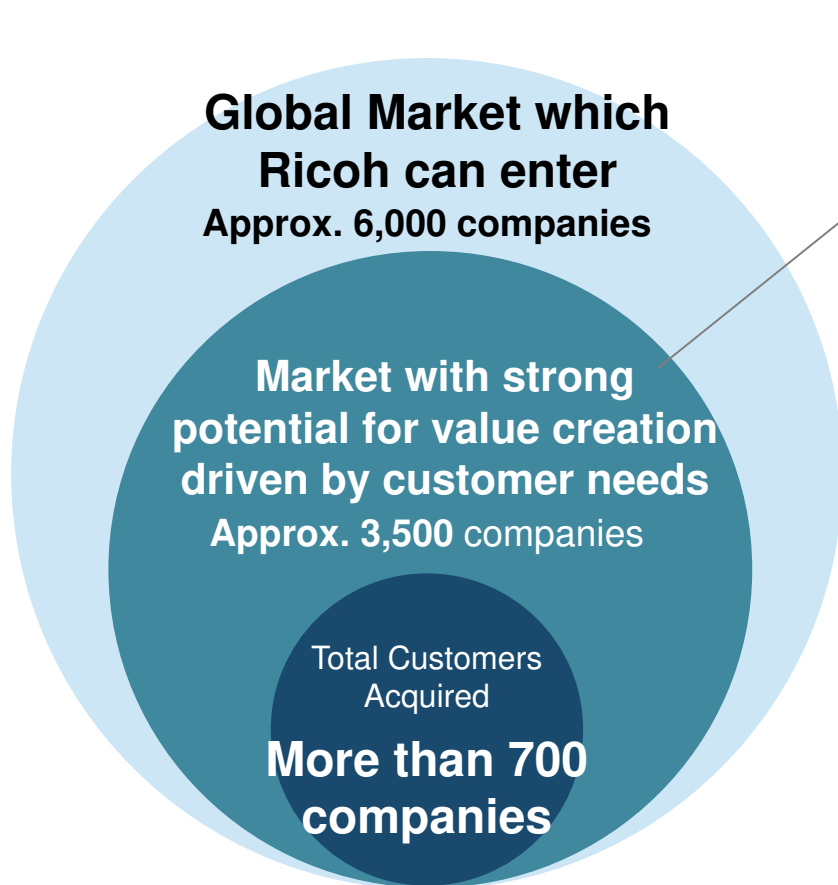 Global Market which
Ricoh can enter
Approx. 6,000 companies
Market with strong
potential for value creation
driven by customer needs
Approx. 3,500 companies
Total Customers
Acquired
More than 700
companies